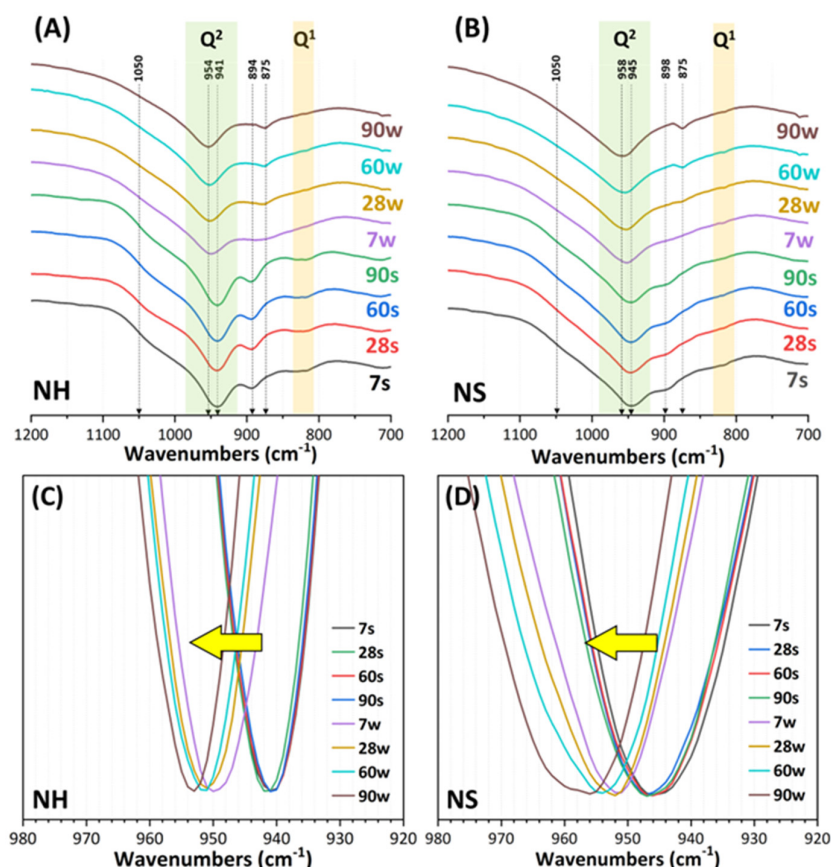 (A)
Q²
Q¹
1050
954
941
894
875
90w
60w
28w
7w
90s
60s
28s
7s
NH
1200 1100 1000 900 800 700
Wavenumbers (cm⁻¹)
(B)
Q²
Q¹
1050
958
945
898
875
90w
60w
28w
7w
90s
60s
28s
7s
NS
1200 1100 1000 900 800 700
Wavenumbers (cm⁻¹)
(C)
7s
28s
60s
90s
7w
28w
60w
90w
NH
980 970 960 950 940 930 920
Wavenumbers (cm⁻¹)
(D)
7s
28s
60s
90s
7w
28w
60w
90w
NS
980 970 960 950 940 930 920
Wavenumbers (cm⁻¹)